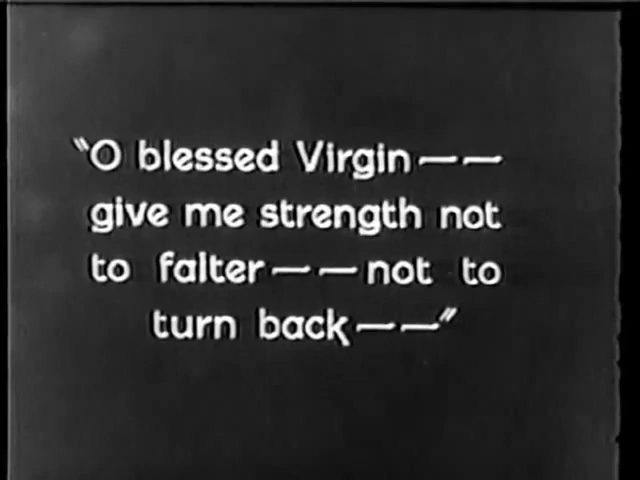 "O blessed Virgin——
give me strength not
to falter——not to
turn back——"